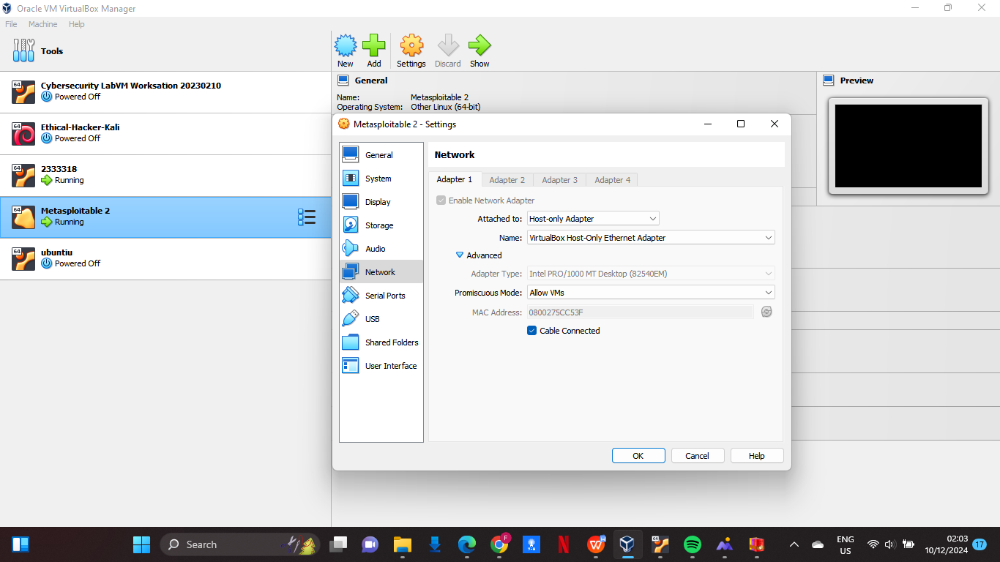 Oracle VM VirtualBox Manager
File Machine Help
Tools
New Add Settings Discard Show
64
Cybersecurity LabVM Worksation 20230210
Powered Off
64
Ethical-Hacker-Kali
Powered Off
64
2333318
Running
64
Metasploitable 2
Running
64
ubuntiu
Powered Off
General
Name: Metasploitable 2
Operating System: Other Linux (64-bit)
Preview
Metasploitable 2 - Settings
General
System
Display
Storage
Audio
Network
Serial Ports
USB
Shared Folders
User Interface
Network
Adapter 1 Adapter 2 Adapter 3 Adapter 4
Enable Network Adapter
Attached to: Host-only Adapter
Name: VirtualBox Host-Only Ethernet Adapter
Advanced
Adapter Type: Intel PRO/1000 MT Desktop (82540EM)
Promiscuous Mode: Allow VMs
MAC Address: 0800275CC53F
Cable Connected
OK Cancel Help
Search
F
VPN
N
W
64
ENG
US
02:03
10/12/2024
17